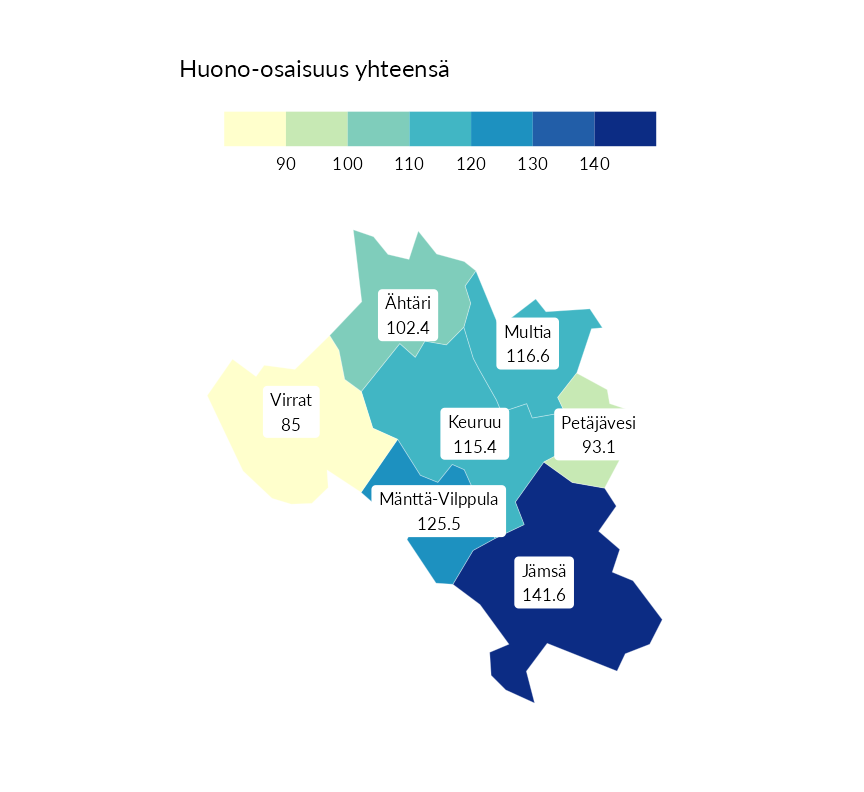 Huono-osaisuus yhteensä
90 100 110 120 130 140
Ähtäri
102.4
Multia
116.6
Virrat
85
Keuruu
115.4
Petäjävesi
93.1
Mänttä-Vilppula
125.5
Jämsä
141.6